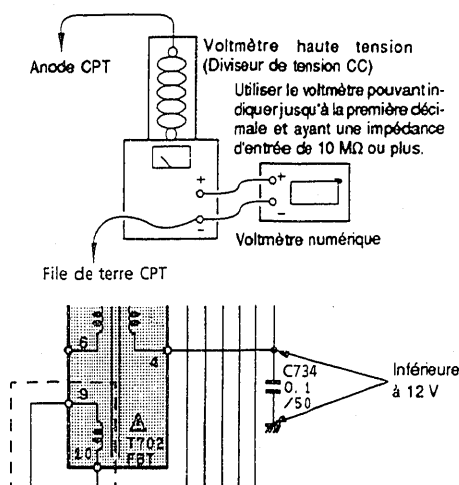 Anode CPT
Voltmètre haute tension
(Diviseur de tension CC)
Utiliser le voltmètre pouvant in-
diquer jusqu'à la première déci-
male et ayant une impédance
d'entrée de 10 MΩ ou plus.
+
-
+
-
Voltmètre numérique
File de terre CPT
6
4
9
10
T702
FBT
C734
0.1
/50
Inférieure
à 12 V